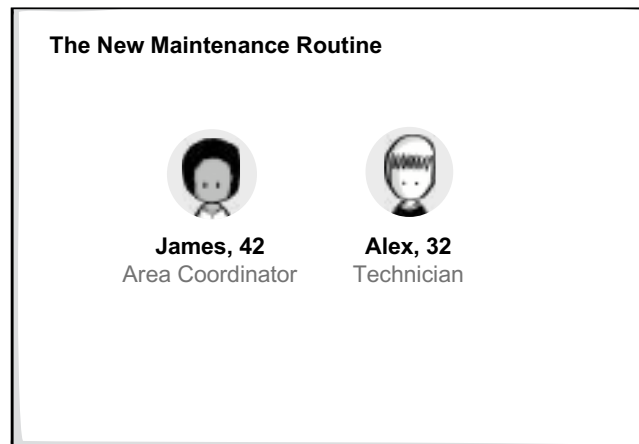 The New Maintenance Routine
James, 42
Area Coordinator
Alex, 32
Technician